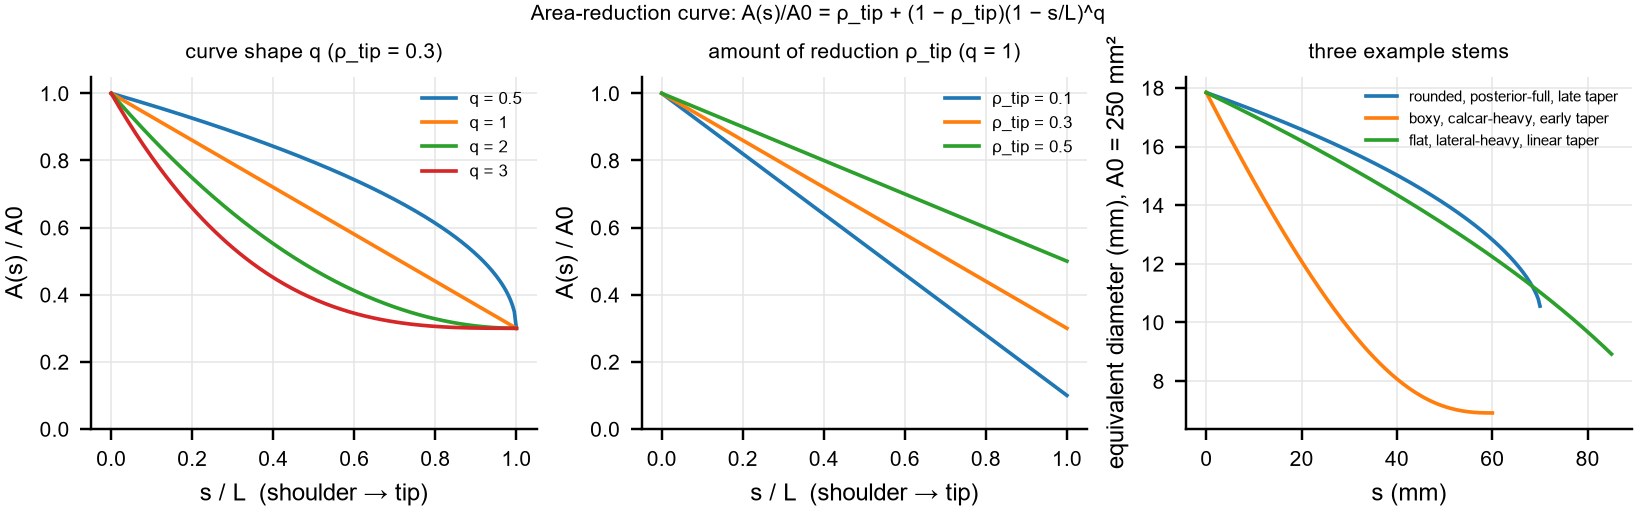 Area-reduction curve: A(s)/A0 = ρ_tip + (1 − ρ_tip)(1 − s/L)^q
curve shape q (ρ_tip = 0.3)
A(s) / A0
1.0
0.8
0.6
0.4
0.2
0.0
q = 0.5
q = 1
q = 2
q = 3
0.0 0.2 0.4 0.6 0.8 1.0
s / L (shoulder → tip)
amount of reduction ρ_tip (q = 1)
A(s) / A0
1.0
0.8
0.6
0.4
0.2
0.0
ρ_tip = 0.1
ρ_tip = 0.3
ρ_tip = 0.5
0.0 0.2 0.4 0.6 0.8 1.0
s / L (shoulder → tip)
three example stems
equivalent diameter (mm), A0 = 250 mm²
18
16
14
12
10
8
rounded, posterior-full, late taper
boxy, calcar-heavy, early taper
flat, lateral-heavy, linear taper
0 20 40 60 80
s (mm)